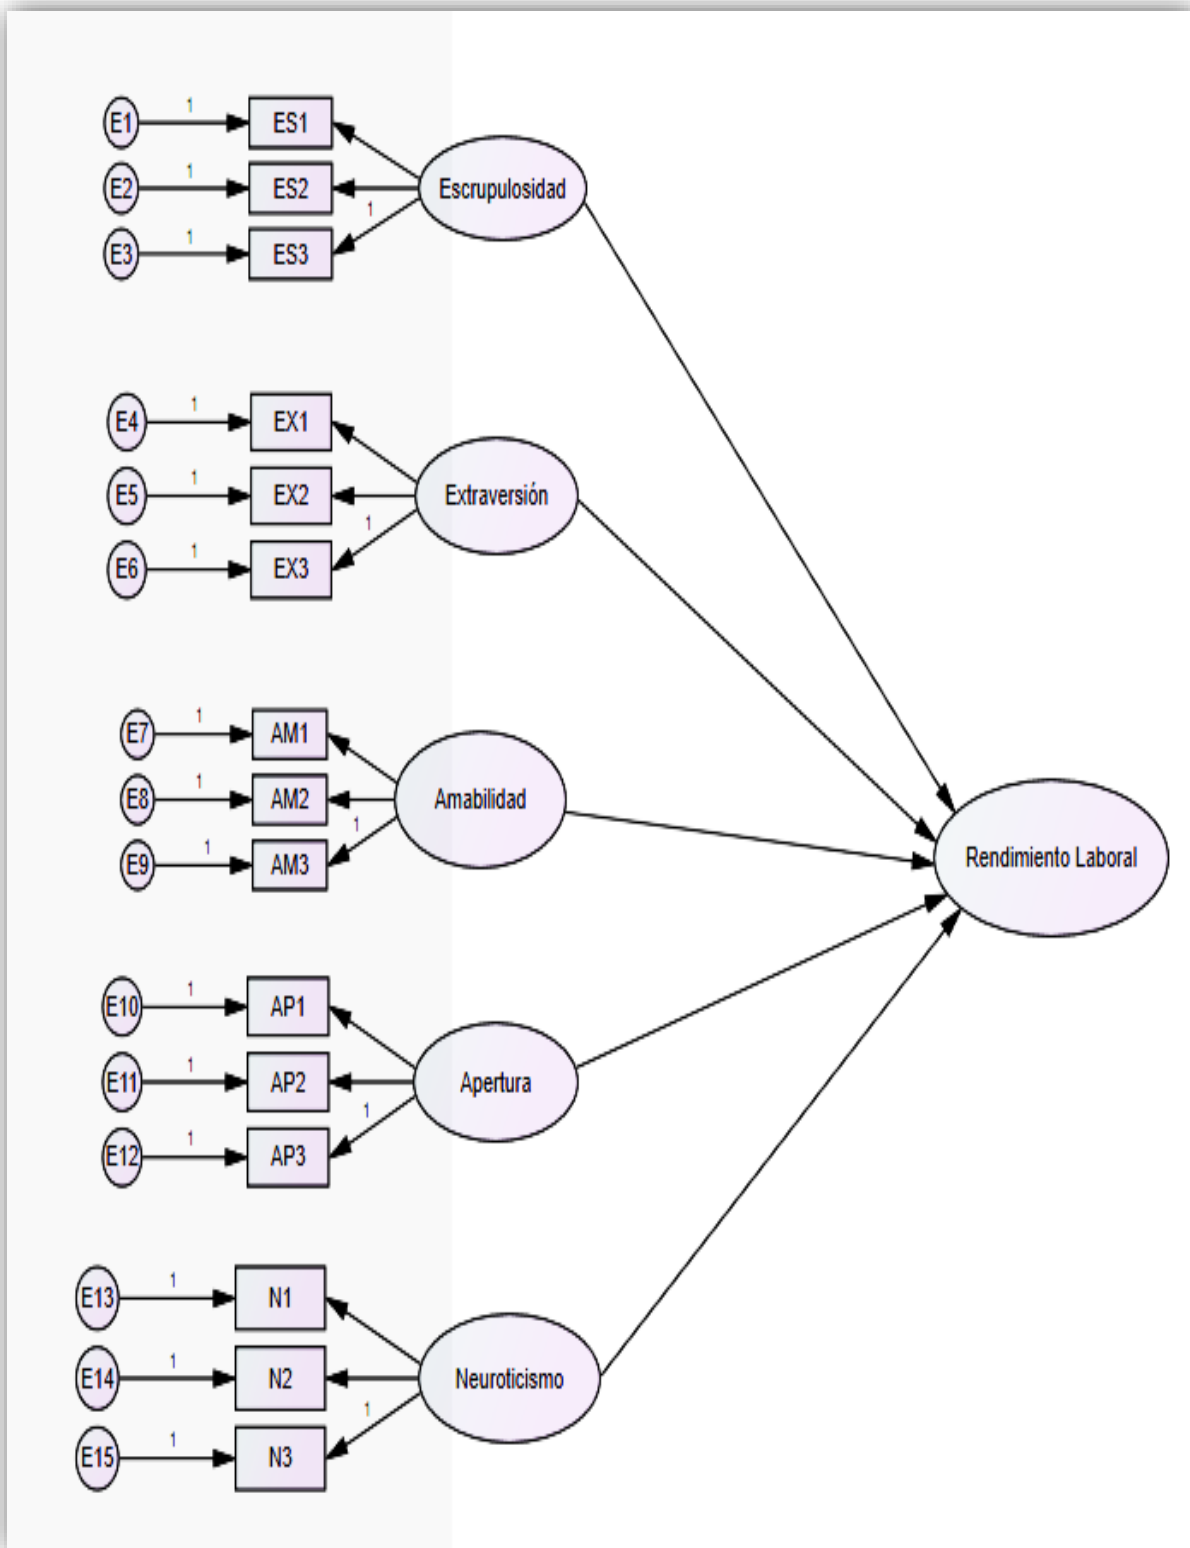 E1 1 ES1
E2 1 ES2
1
E3 1 ES3
Escrupulosidad
E4 1 EX1
E5 1 EX2
1
E6 1 EX3
Extraversión
E7 1 AM1
E8 1 AM2
1
E9 1 AM3
Amabilidad
Rendimiento Laboral
E10 1 AP1
E11 1 AP2
1
E12 1 AP3
Apertura
E13 1 N1
E14 1 N2
1
E15 1 N3
Neuroticismo